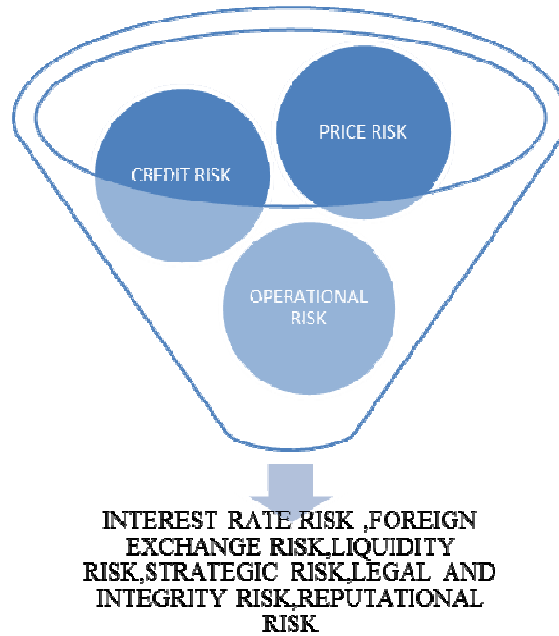 PRICE RISK
CREDIT RISK
OPERATIONAL
RISK
INTEREST RATE RISK ,FOREIGN
EXCHANGE RISK,LIQUIDITY
RISK,STRATEGIC RISK,LEGAL AND
INTEGRITY RISK,REPUTATIONAL
RISK